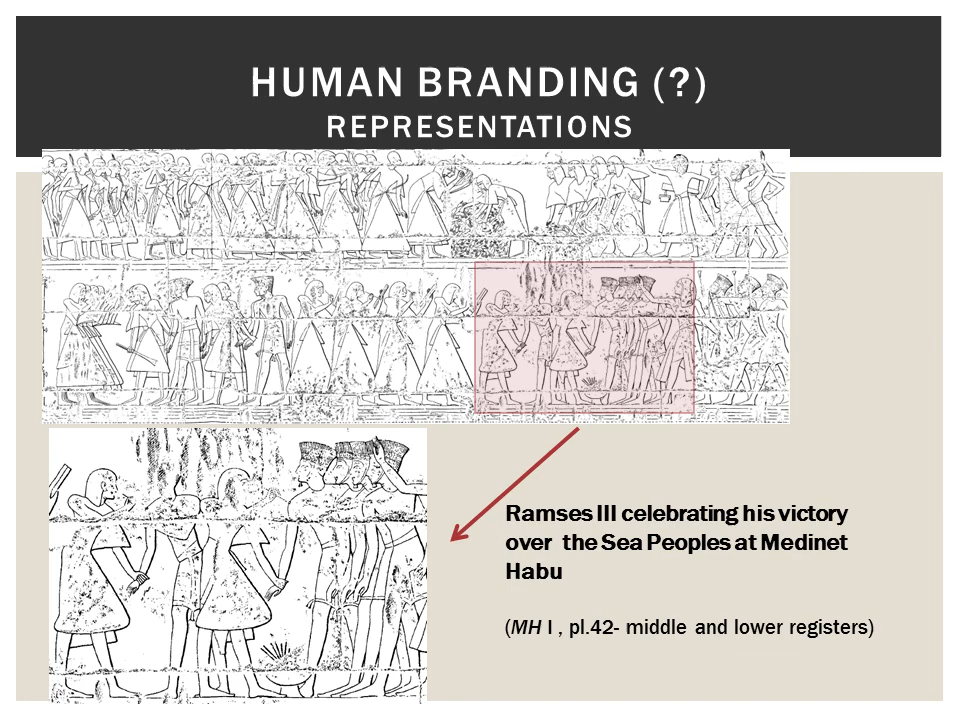 HUMAN BRANDING (?)
REPRESENTATIONS
Ramses III celebrating his victory
over the Sea Peoples at Medinet
Habu
(MH I , pl.42- middle and lower registers)